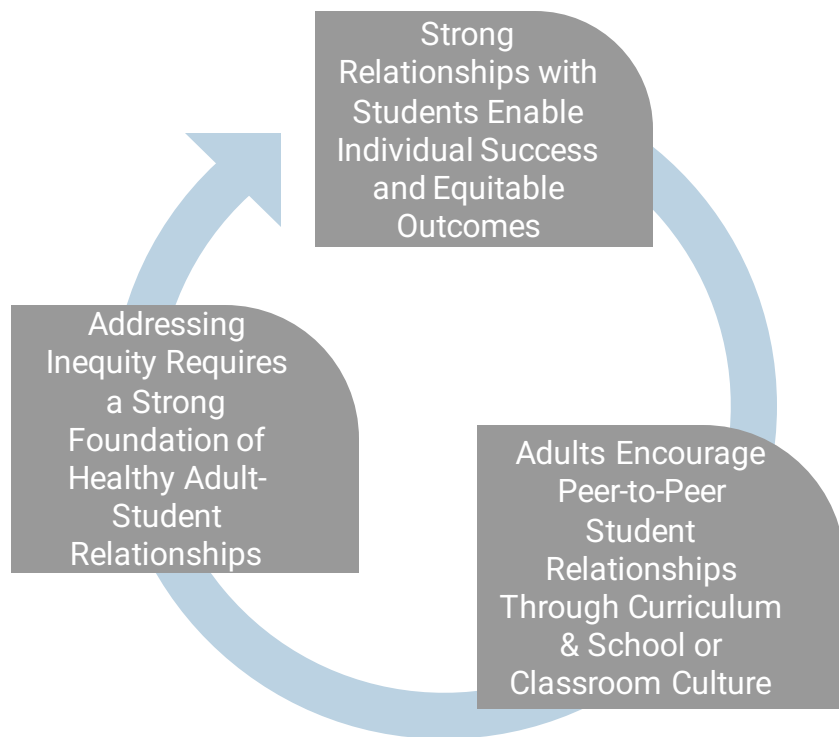 Strong
Relationships with
Students Enable
Individual Success
and Equitable
Outcomes
Adults Encourage
Peer-to-Peer
Student
Relationships
Through Curriculum
& School or
Classroom Culture
Addressing
Inequity Requires
a Strong
Foundation of
Healthy Adult-
Student
Relationships